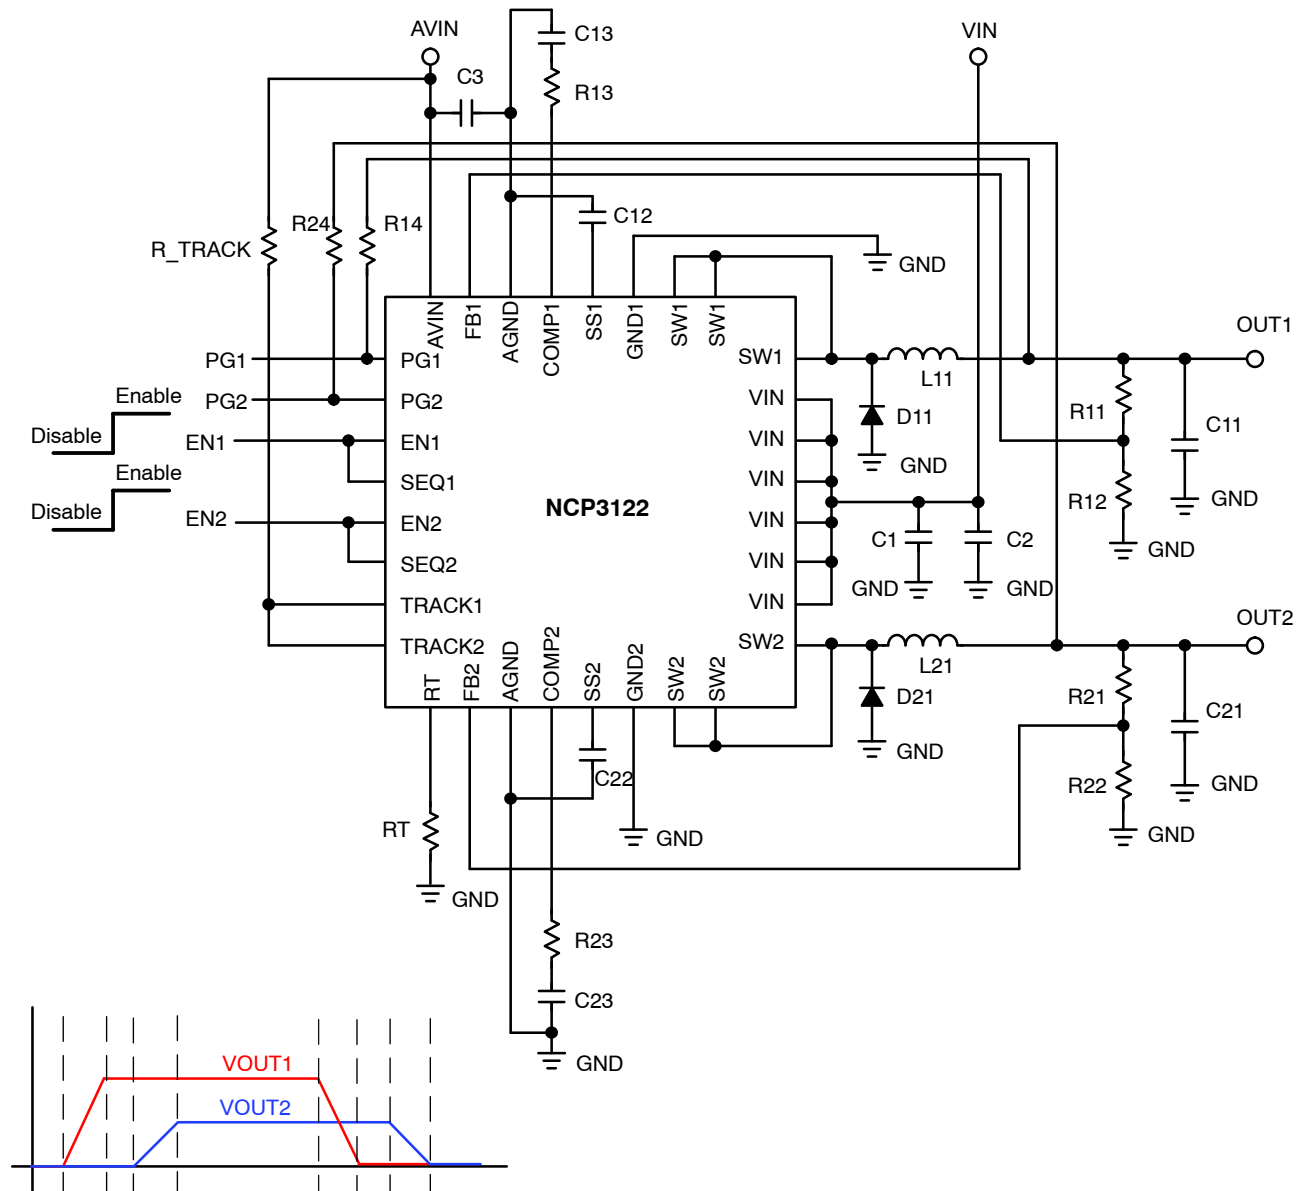 AVIN
VIN
C13
C3
R13
C12
R24
R14
R_TRACK
GND
AVIN
FB1
AGND
COMP1
SS1
GND1
SW1
SW1
OUT1
PG1
PG1
SW1
L11
Enable
PG2
PG2
VIN
D11
R11
C11
Disable
EN1
EN1
VIN
GND
Enable
SEQ1
VIN
R12
GND
Disable
EN2
EN2
NCP3122
VIN
C1
C2
GND
SEQ2
VIN
GND
GND
TRACK1
VIN
OUT2
TRACK2
SW2
L21
RT
FB2
AGND
COMP2
SS2
GND2
SW2
SW2
D21
R21
C21
GND
C22
R22
GND
RT
GND
GND
GND
R23
C23
GND
VOUT1
VOUT2